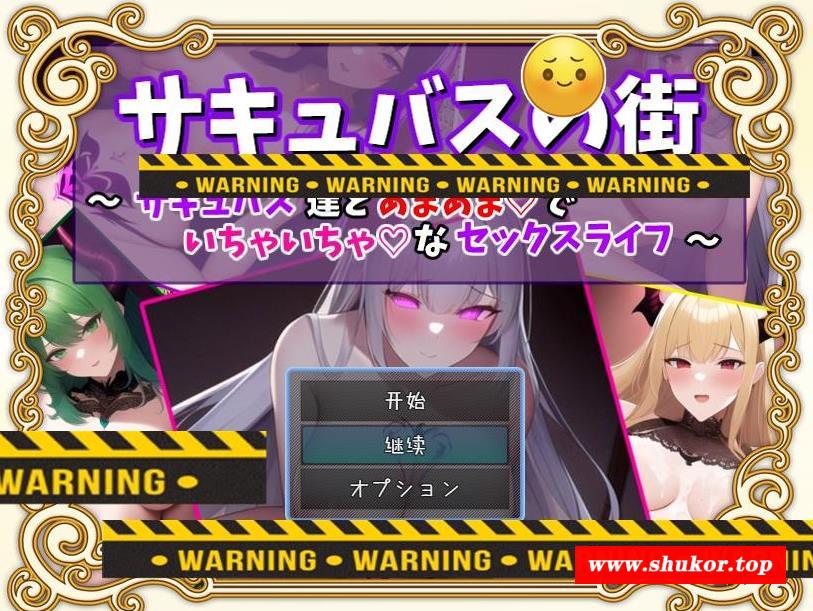 サキュバスの街
WARNING • WARNING • WARNING • WARNING •
～ サキュバス達とあまあま♡で
いちゃいちゃ♡なセックスライフ ～
开始
继续
オプション
WARNING •
• WARNING • WARNING •
www.shukor.top